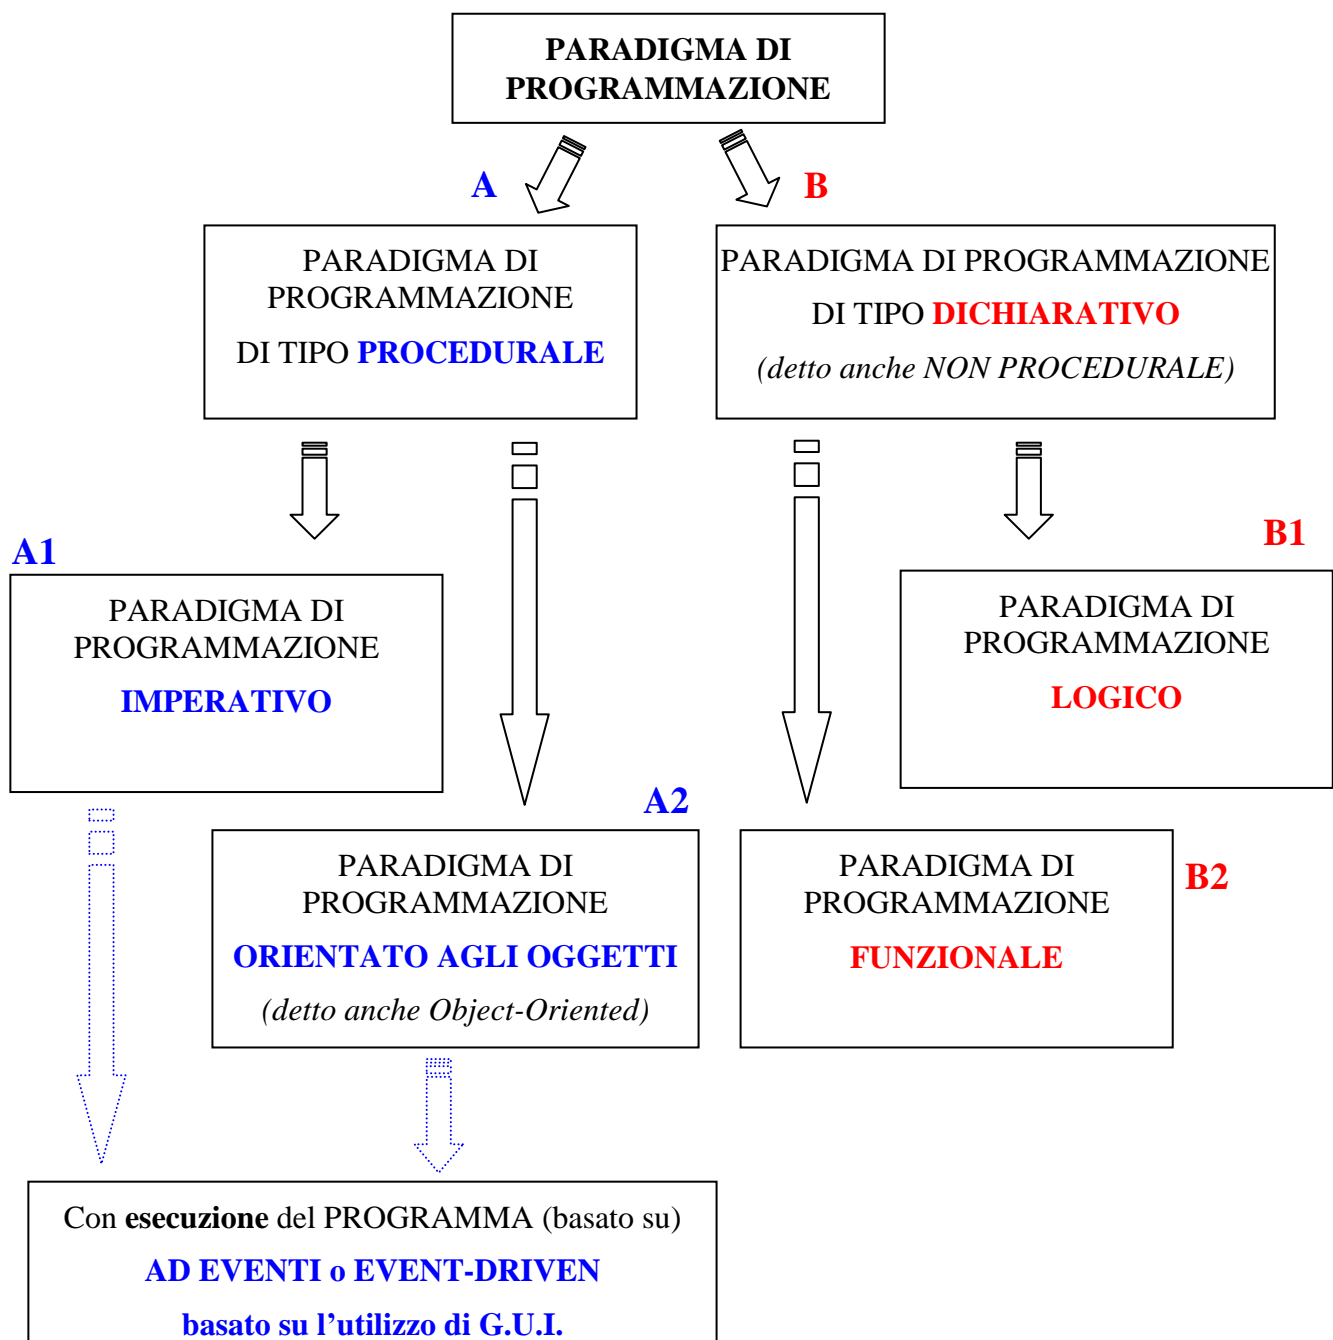 PARADIGMA DI
PROGRAMMAZIONE
A
B
PARADIGMA DI
PROGRAMMAZIONE
DI TIPO PROCEDURALE
PARADIGMA DI PROGRAMMAZIONE
DI TIPO DICHIARATIVO
(detto anche NON PROCEDURALE)
A1
PARADIGMA DI
PROGRAMMAZIONE
IMPERATIVO
B1
PARADIGMA DI
PROGRAMMAZIONE
LOGICO
A2
PARADIGMA DI
PROGRAMMAZIONE
ORIENTATO AGLI OGGETTI
(detto anche Object-Oriented)
PARADIGMA DI
PROGRAMMAZIONE
FUNZIONALE
B2
Con esecuzione del PROGRAMMA (basato su)
AD EVENTI o EVENT-DRIVEN
basato su l’utilizzo di G.U.I.